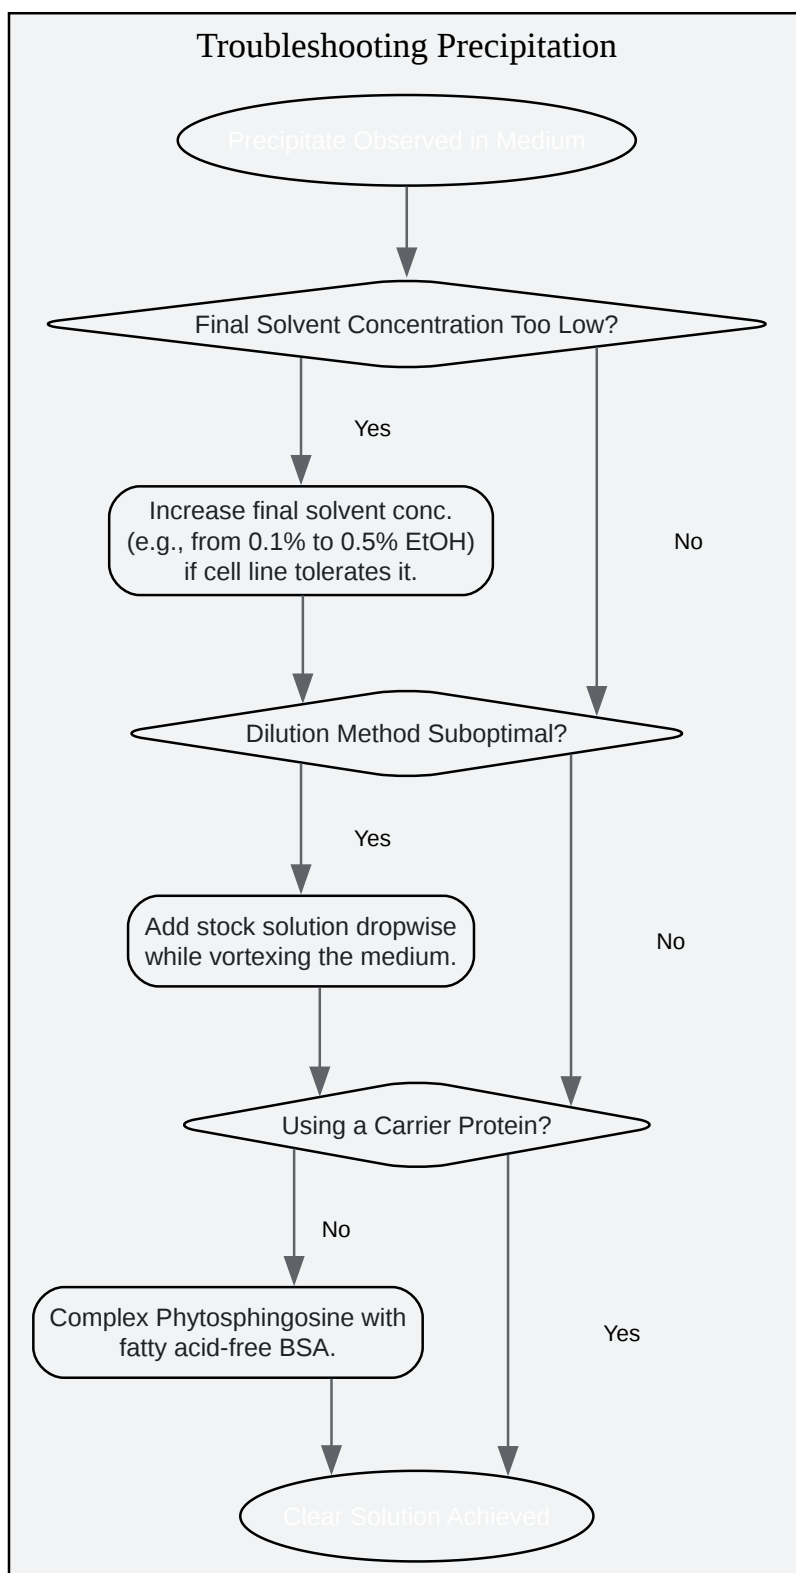 Troubleshooting Precipitation
Precipitate Observed in Medium
Final Solvent Concentration Too Low?
Yes
Increase final solvent conc.
(e.g., from 0.1% to 0.5% EtOH)
if cell line tolerates it.
No
Dilution Method Suboptimal?
Yes
Add stock solution dropwise
while vortexing the medium.
No
Using a Carrier Protein?
No
Complex Phytosphingosine with
fatty acid-free BSA.
Yes
Clear Solution Achieved